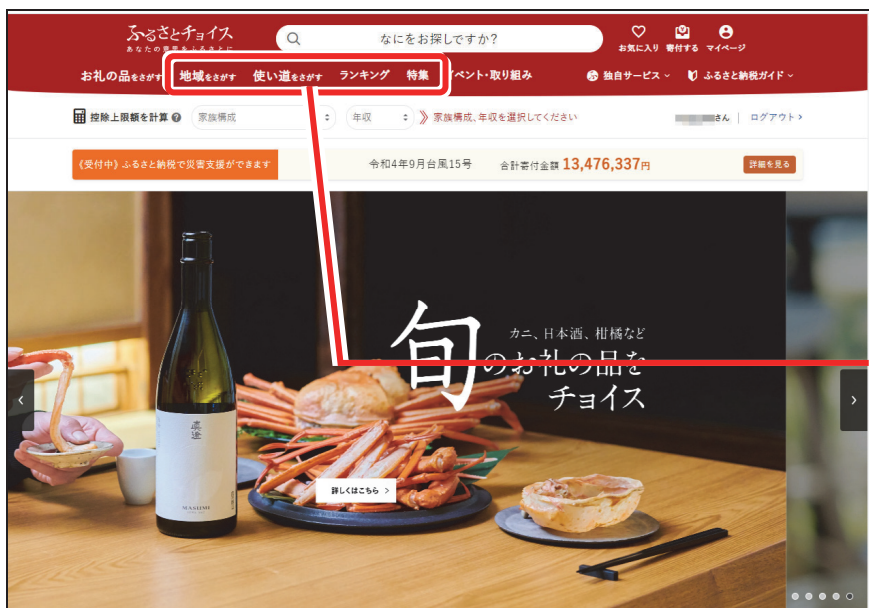 ふるさとチョイス
あなたの意思をふるさとに
なにをお探しですか?
お気に入り 寄付する マイページ
お礼の品をさがす 地域をさがす 使い道をさがす ランキング 特集 イベント・取り組み 独自サービス ふるさと納税ガイド
控除上限額を計算 家族構成 年収 》 家族構成、年収を選択してください さん | ログアウト ›
《受付中》ふるさと納税で災害支援ができます 令和4年9月台風15号 合計寄付金額 13,476,337円 詳細を見る
カニ、日本酒、柑橘など
旬のお礼の品を
チョイス
真澄
MASUMI
詳しくはこちら >